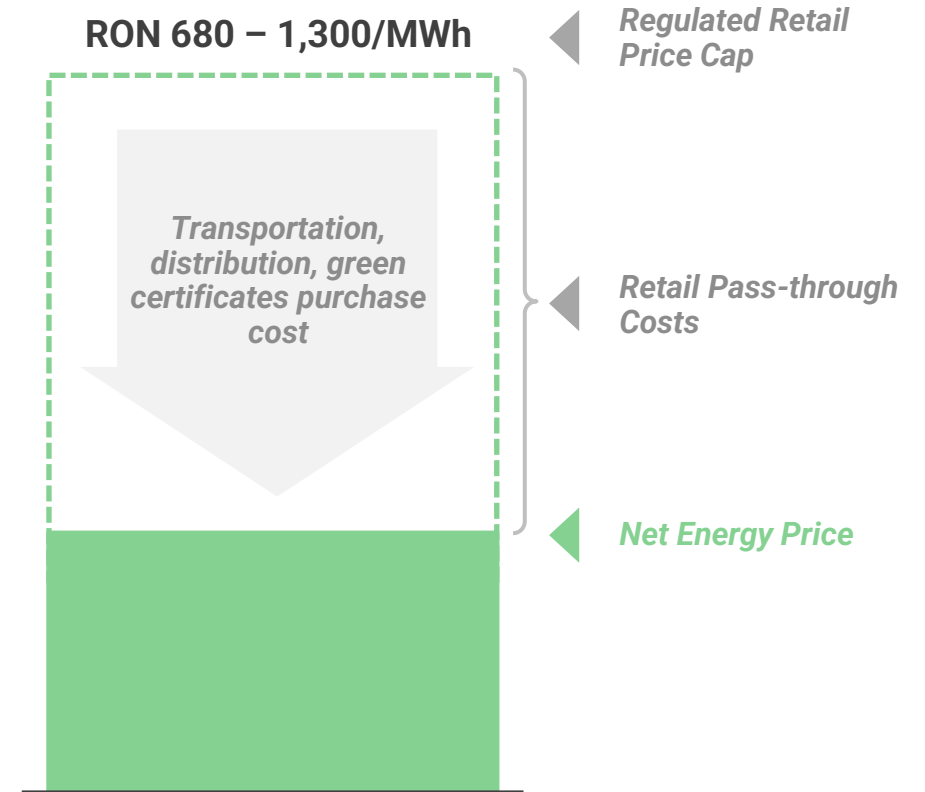 RON 680 – 1,300/MWh
Regulated Retail
Price Cap
Transportation,
distribution, green
certificates purchase
cost
Retail Pass-through
Costs
Net Energy Price